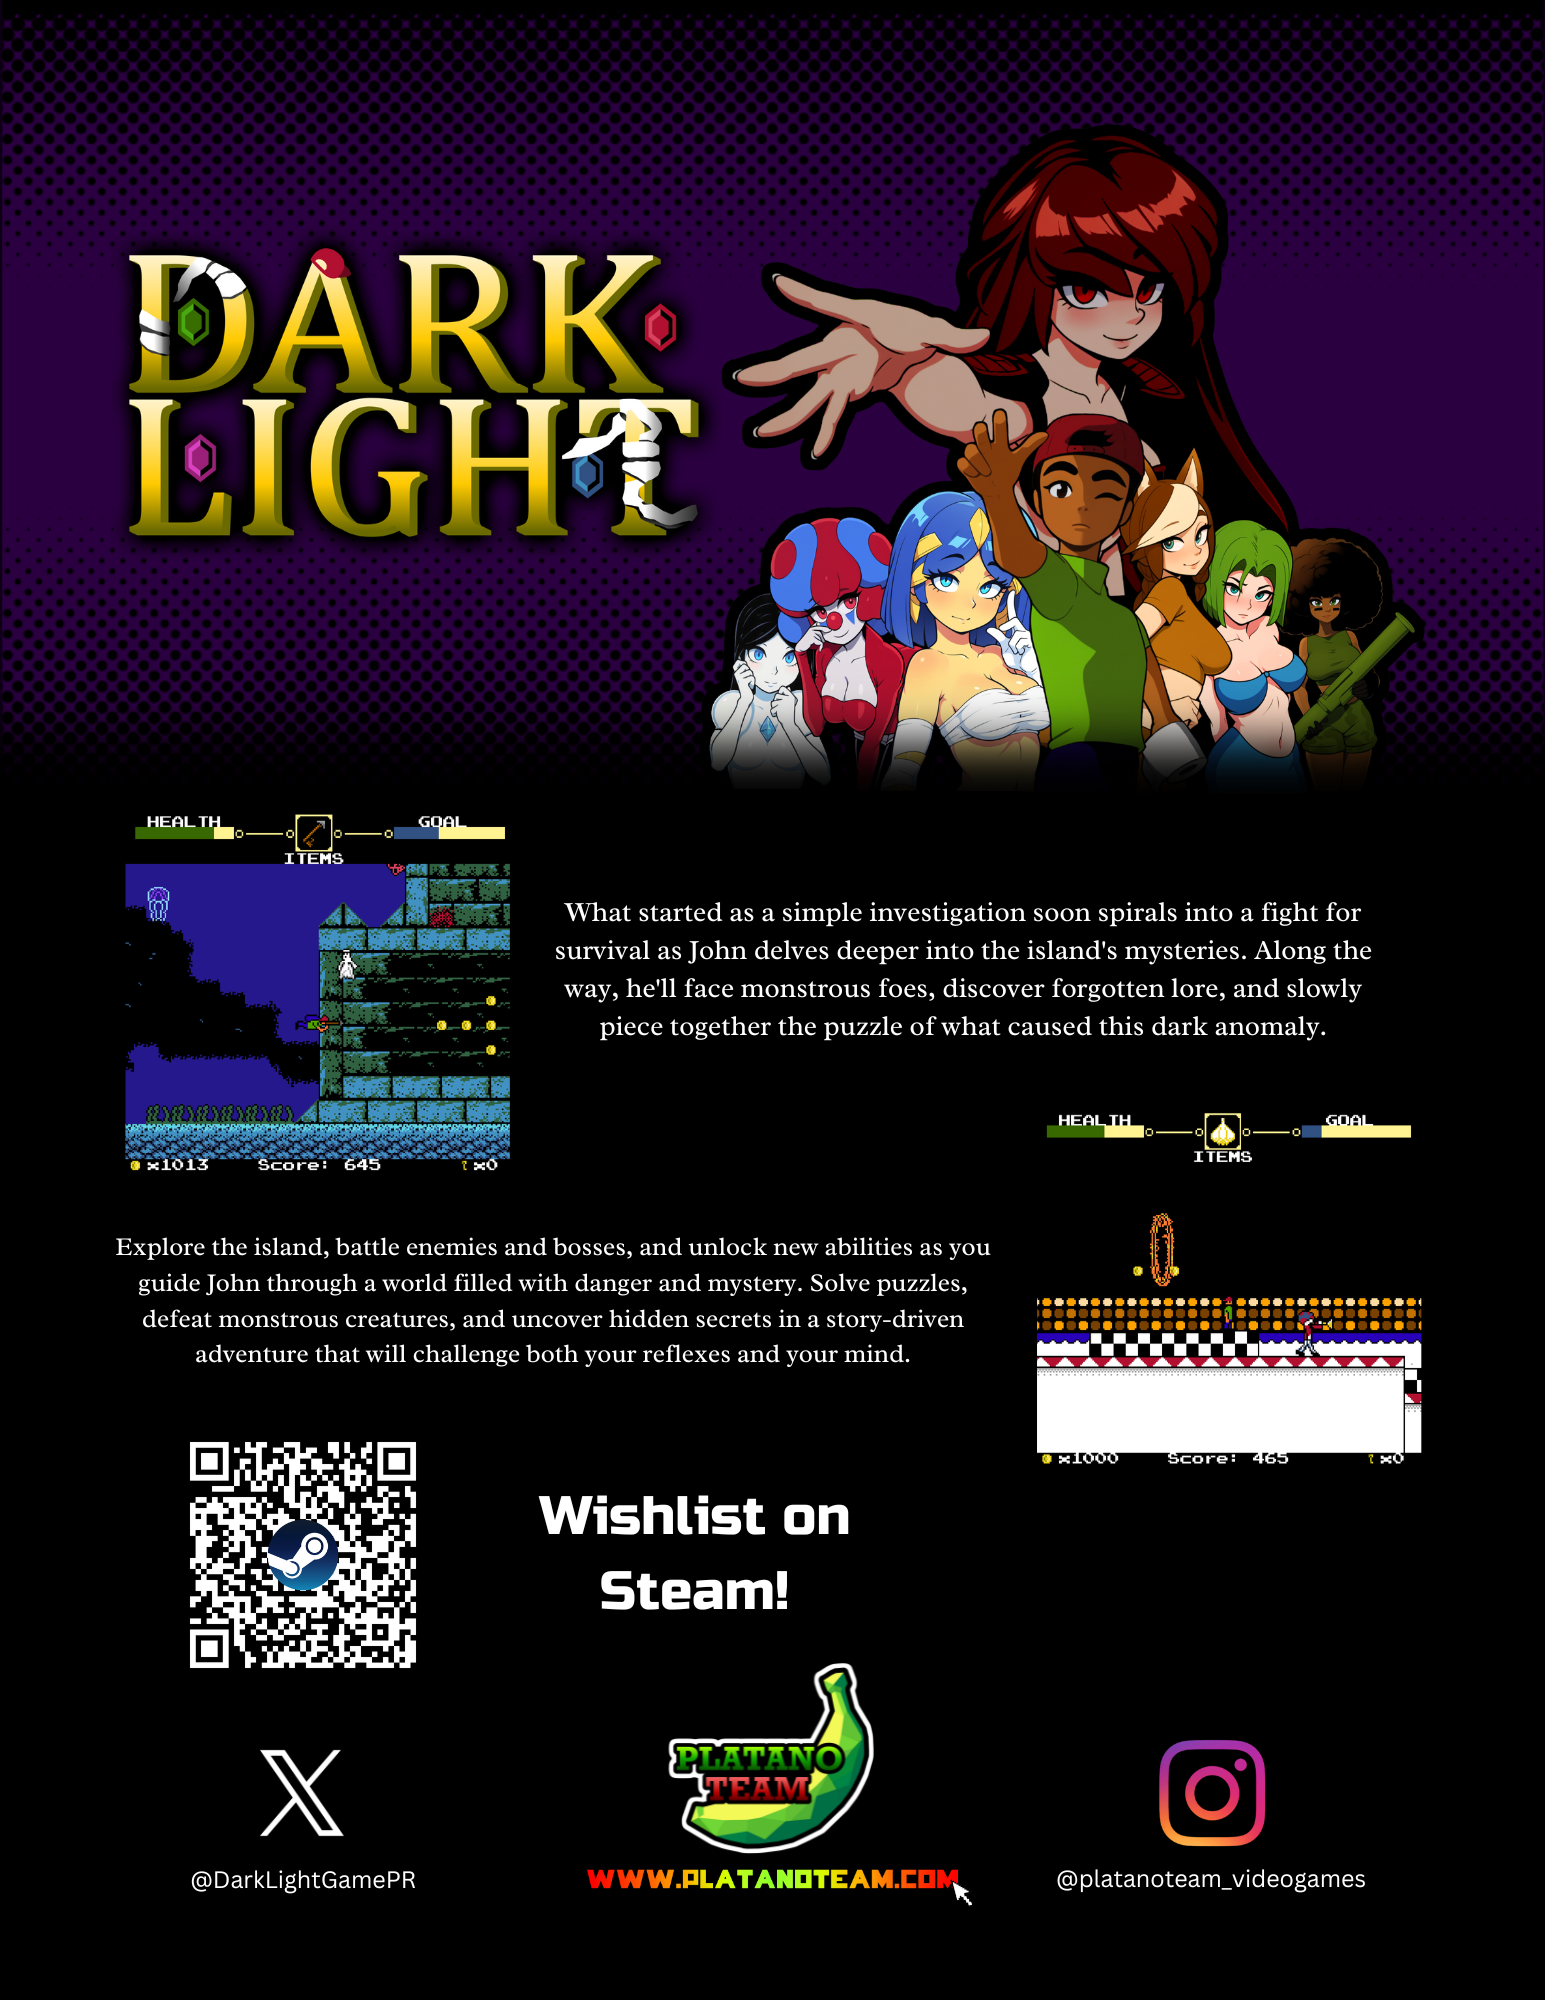 DARK
LIGHT
HEALTH
GOAL
ITEMS
x1013 Score: 645 x0
What started as a simple investigation soon spirals into a fight for
survival as John delves deeper into the island's mysteries. Along the
way, he'll face monstrous foes, discover forgotten lore, and slowly
piece together the puzzle of what caused this dark anomaly.
HEALTH
GOAL
ITEMS
x1000 Score: 465 x0
Explore the island, battle enemies and bosses, and unlock new abilities as you
guide John through a world filled with danger and mystery. Solve puzzles,
defeat monstrous creatures, and uncover hidden secrets in a story-driven
adventure that will challenge both your reflexes and your mind.
Wishlist on
Steam!
PLATANO
TEAM
@DarkLightGamePR
WWW.PLATANOTEAM.COM
@platanoteam_videogames